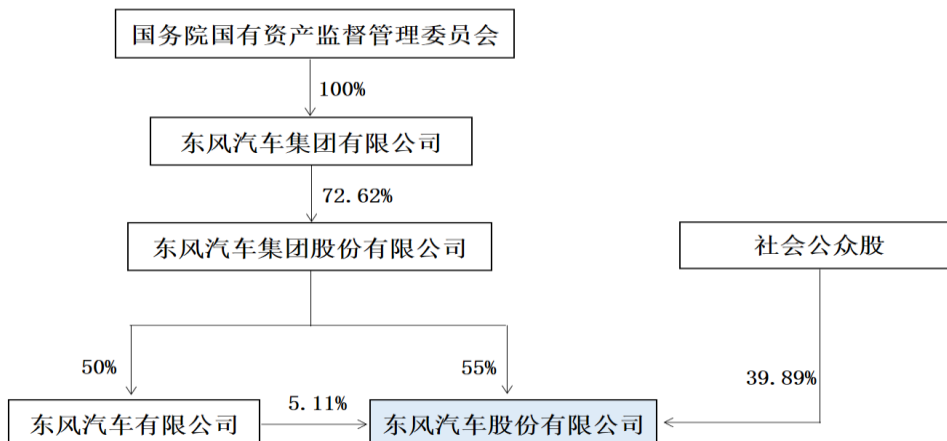 国务院国有资产监督管理委员会
100%
东风汽车集团有限公司
72.62%
东风汽车集团股份有限公司
社会公众股
50%
55%
39.89%
东风汽车有限公司
5.11%
东风汽车股份有限公司